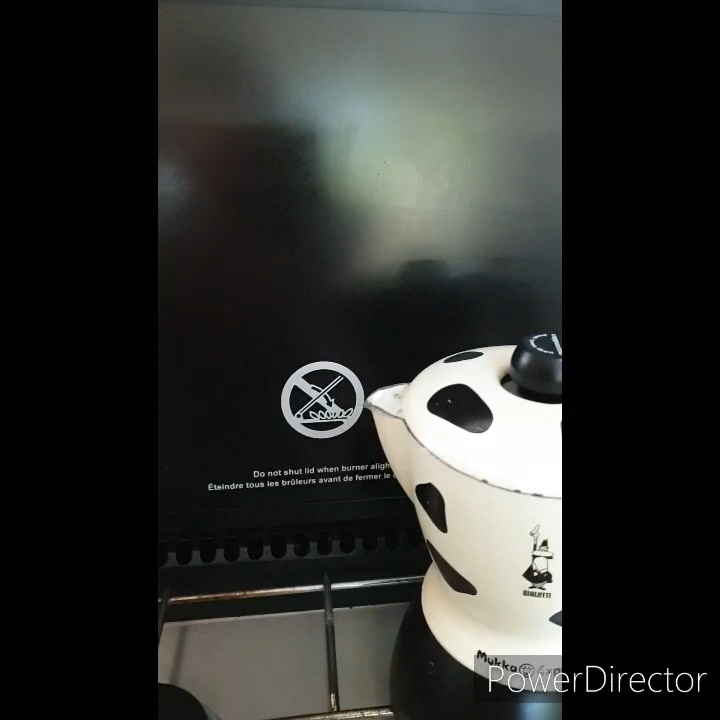 Do not shut lid when burner aligh
Éteindre tous les brûleurs avant de fermer le
BIALETTI
Mukka
PowerDirector